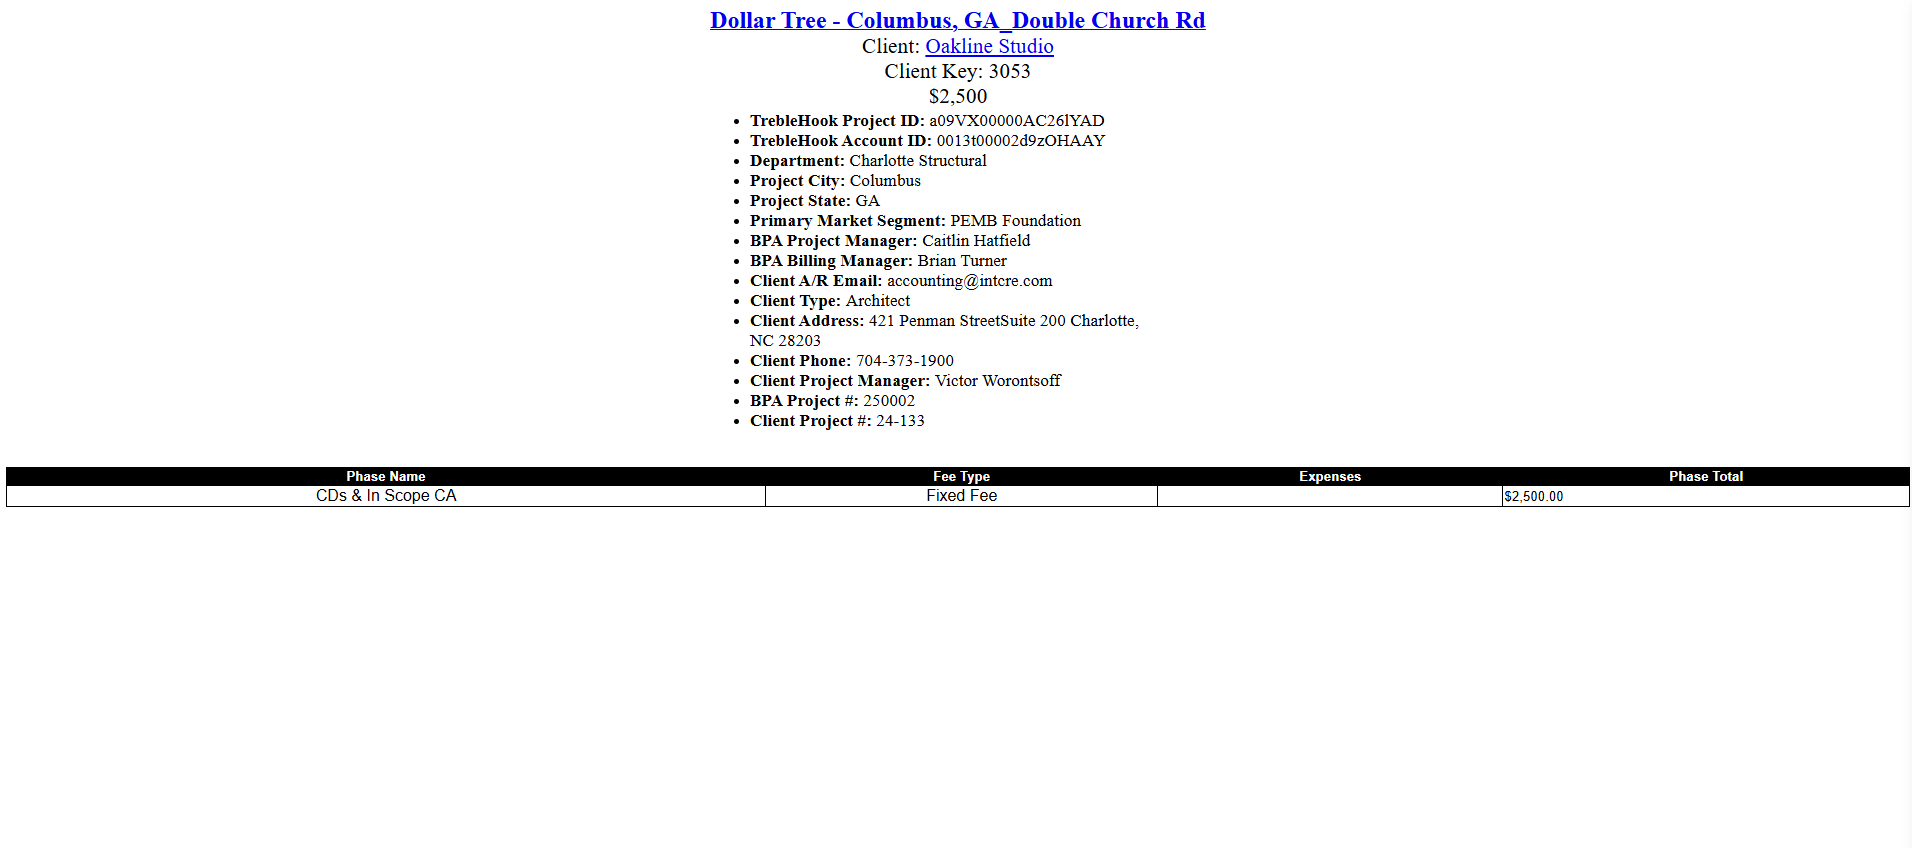 Dollar Tree - Columbus, GA_Double Church Rd
Client: Oakline Studio
Client Key: 3053
$2,500
• TrebleHook Project ID: a09VX00000AC26lYAD
• TrebleHook Account ID: 0013t00002d9zOHAAY
• Department: Charlotte Structural
• Project City: Columbus
• Project State: GA
• Primary Market Segment: PEMB Foundation
• BPA Project Manager: Caitlin Hatfield
• BPA Billing Manager: Brian Turner
• Client A/R Email: accounting@intcre.com
• Client Type: Architect
• Client Address: 421 Penman StreetSuite 200 Charlotte,
NC 28203
• Client Phone: 704-373-1900
• Client Project Manager: Victor Worontsoff
• BPA Project #: 250002
• Client Project #: 24-133
Phase Name Fee Type Expenses Phase Total
CDs & In Scope CA Fixed Fee $2,500.00